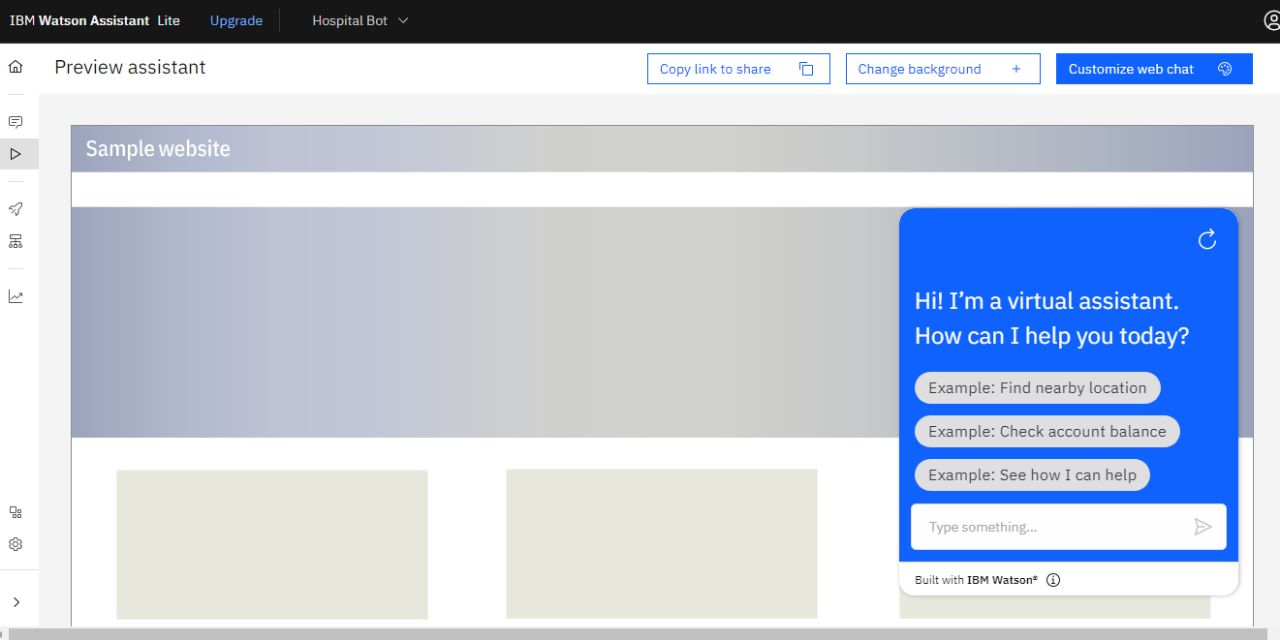 IBM Watson Assistant Lite Upgrade Hospital Bot
Preview assistant
Copy link to share
Change background
Customize web chat
Sample website
Hi! I'm a virtual assistant.
How can I help you today?
Example: Find nearby location
Example: Check account balance
Example: See how I can help
Type something...
Built with IBM Watson®